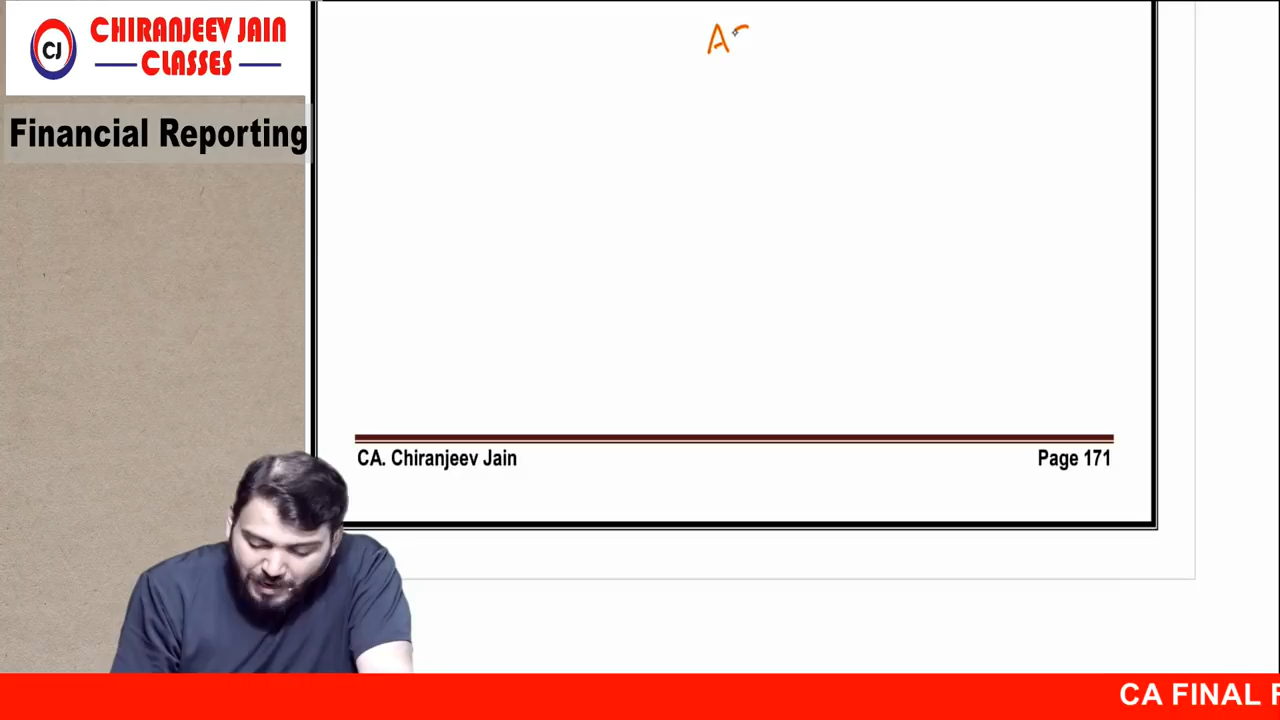 CHIRANJEEV JAIN
CJ
CLASSES
Financial Reporting
CA. Chiranjeev Jain
Page 171
CA FINAL F